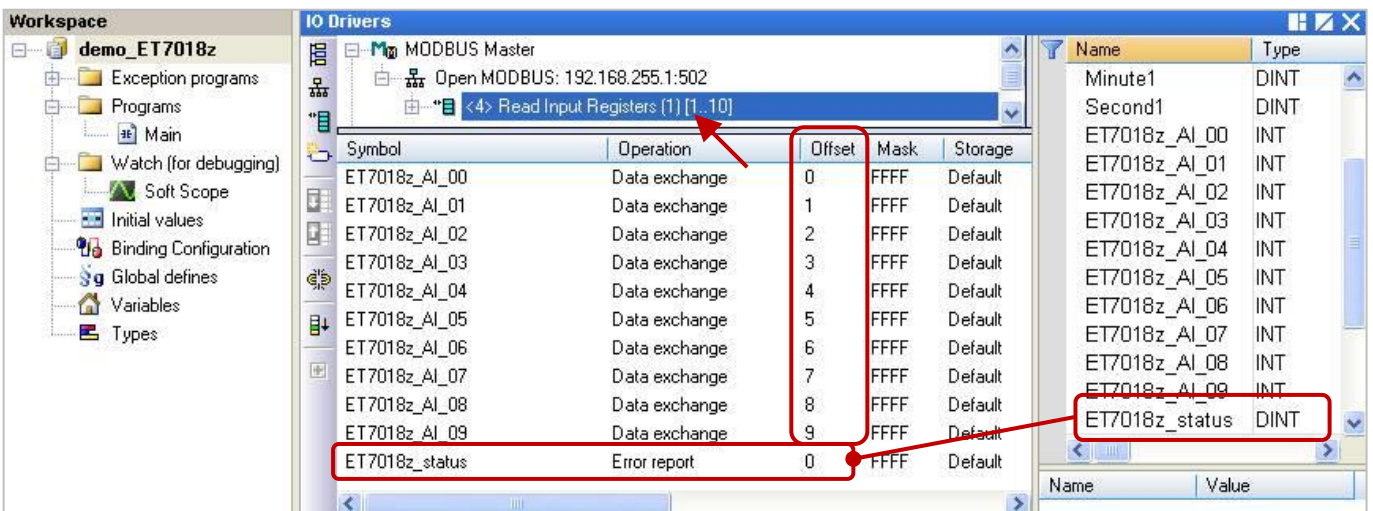 Workspace
demo_ET7018z
Exception programs
Programs
Main
Watch (for debugging)
Soft Scope
Initial values
Binding Configuration
Global defines
Variables
Types
IO Drivers
MODBUS Master
Open MODBUS: 192.168.255.1:502
<4> Read Input Registers (1) [1..10]
Symbol Operation Offset Mask Storage
ET7018z_AI_00 Data exchange 0 FFFF Default
ET7018z_AI_01 Data exchange 1 FFFF Default
ET7018z_AI_02 Data exchange 2 FFFF Default
ET7018z_AI_03 Data exchange 3 FFFF Default
ET7018z_AI_04 Data exchange 4 FFFF Default
ET7018z_AI_05 Data exchange 5 FFFF Default
ET7018z_AI_06 Data exchange 6 FFFF Default
ET7018z_AI_07 Data exchange 7 FFFF Default
ET7018z_AI_08 Data exchange 8 FFFF Default
ET7018z_AI_09 Data exchange 9 FFFF Default
ET7018z_status Error report 0 FFFF Default
Name Type
Minute1 DINT
Second1 DINT
ET7018z_AI_00 INT
ET7018z_AI_01 INT
ET7018z_AI_02 INT
ET7018z_AI_03 INT
ET7018z_AI_04 INT
ET7018z_AI_05 INT
ET7018z_AI_06 INT
ET7018z_AI_07 INT
ET7018z_AI_08 INT
ET7018z_AI_09 INT
ET7018z_status DINT
Name Value